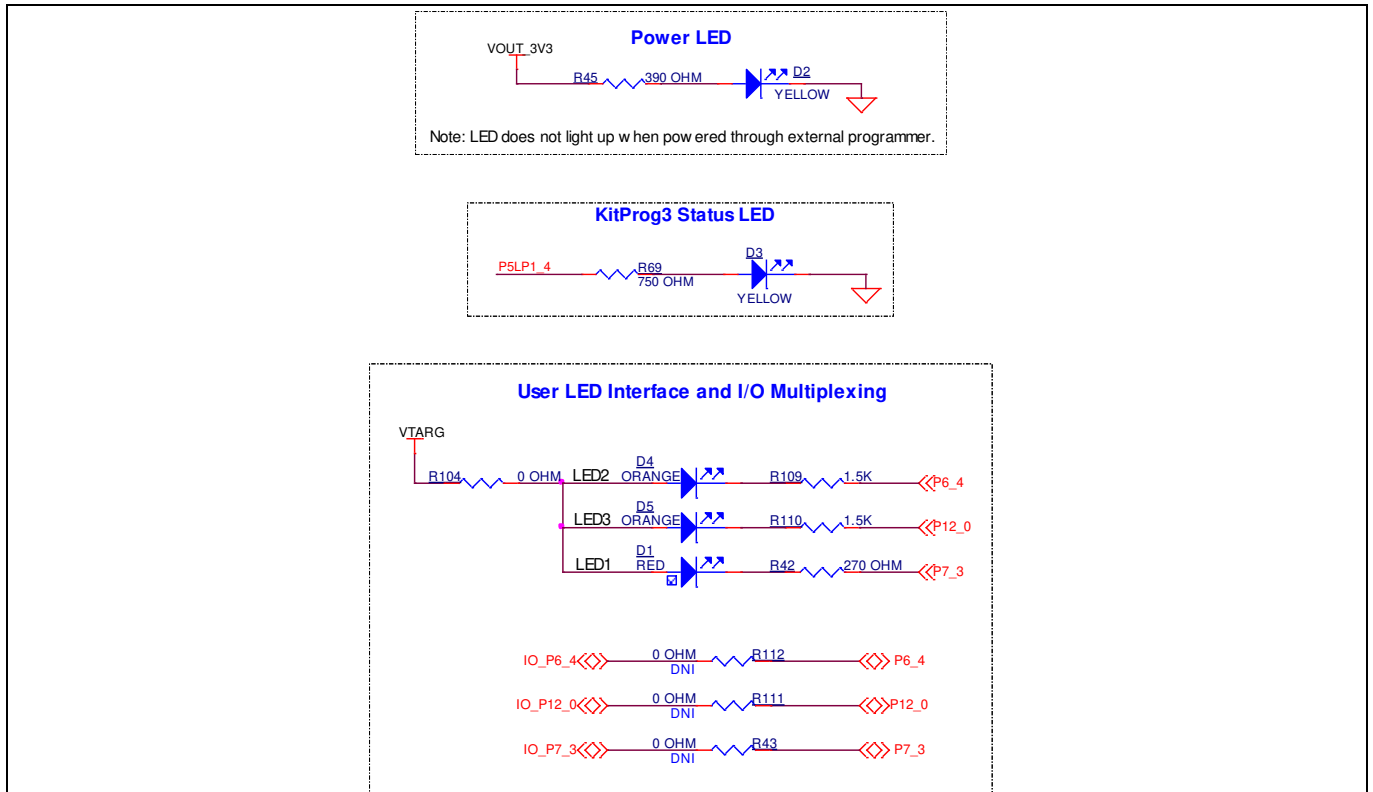 Power LED
VOUT_3V3
R45 390 OHM D2
YELLOW
Note: LED does not light up when powered through external programmer.
KitProg3 Status LED
P5LP1_4 R69 D3
750 OHM YELLOW
User LED Interface and I/O Multiplexing
VTARG
R104 0 OHM LED2 D4 ORANGE R109 1.5K P6_4
LED3 D5 ORANGE R110 1.5K P12_0
LED1 D1 RED R42 270 OHM P7_3
IO_P6_4 0 OHM R112 P6_4
DNI
IO_P12_0 0 OHM R111 P12_0
DNI
IO_P7_3 0 OHM R43 P7_3
DNI